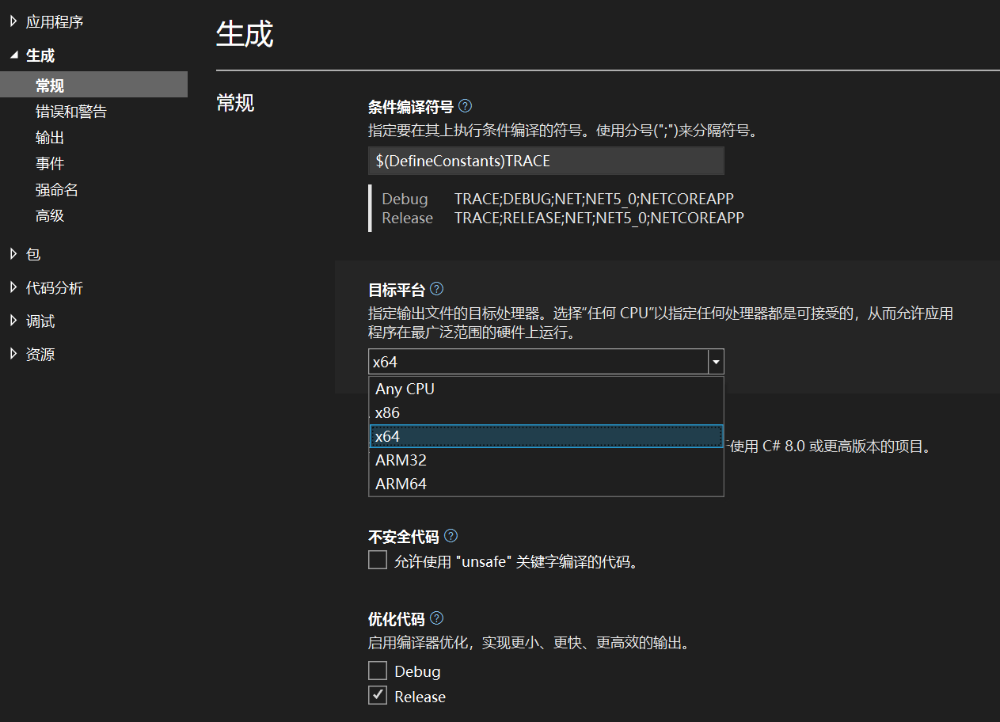 应用程序
生成
常规
错误和警告
输出
事件
强命名
高级
包
代码分析
调试
资源
生成
常规
条件编译符号
指定要在其上执行条件编译的符号。使用分号(";")来分隔符号。
$(DefineConstants)TRACE
Debug TRACE;DEBUG;NET;NET5_0;NETCOREAPP
Release TRACE;RELEASE;NET;NET5_0;NETCOREAPP
目标平台
指定输出文件的目标处理器。选择“任何 CPU”以指定任何处理器都是可接受的，从而允许应用
程序在最广泛范围的硬件上运行。
x64
Any CPU
x86
x64
使用 C# 8.0 或更高版本的项目。
ARM32
ARM64
不安全代码
允许使用 "unsafe" 关键字编译的代码。
优化代码
启用编译器优化，实现更小、更快、更高效的输出。
Debug
Release